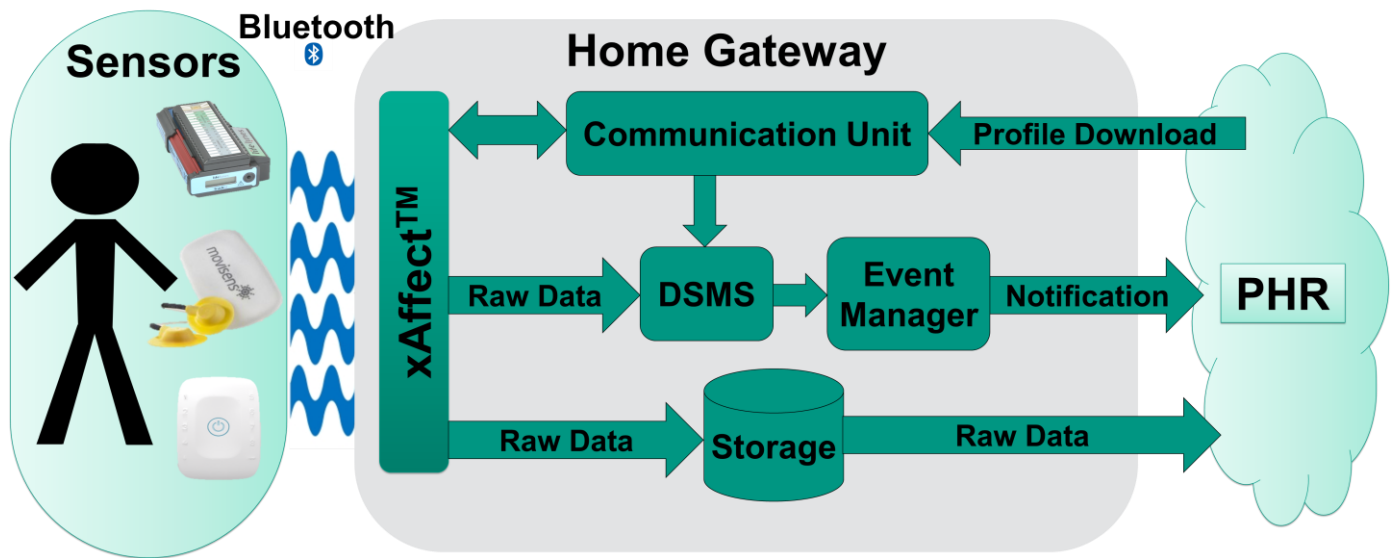 Bluetooth
Sensors
Home Gateway
Communication Unit
Profile Download
xAffect™
movisens
Raw Data
DSMS
Event
Manager
Notification
PHR
Raw Data
Storage
Raw Data